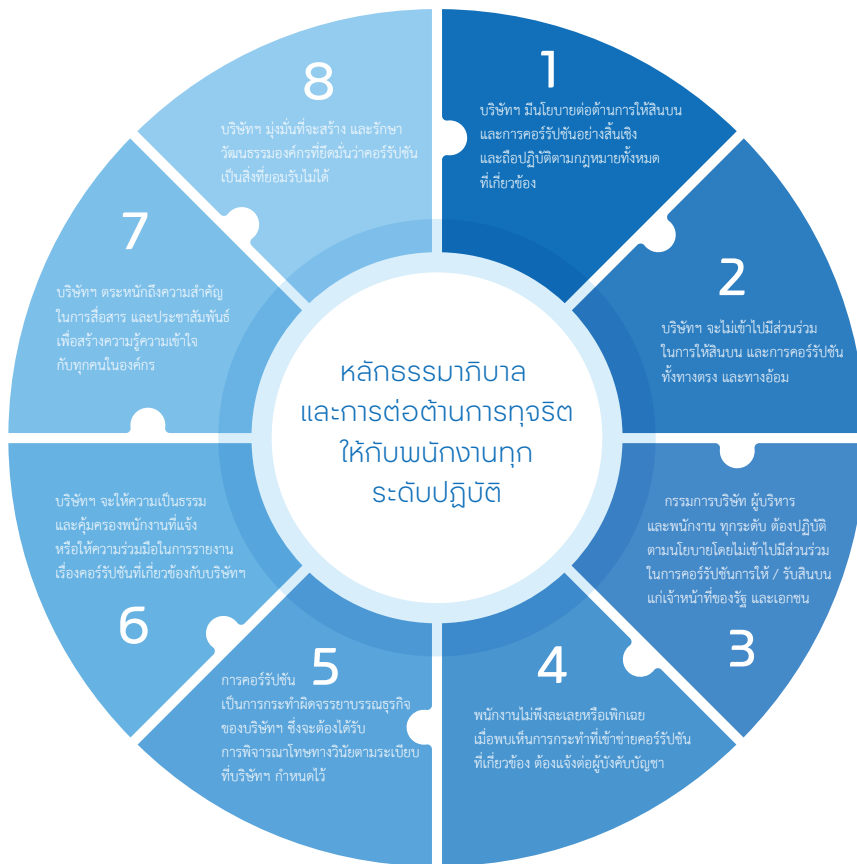 หลักธรรมาภิบาล
และการต่อต้านการทุจริต
ให้กับพนักงานทุก
ระดับปฏิบัติ
1
บริษัทฯ มีนโยบายต่อต้านการให้สินบน
และการคอร์รัปชันอย่างสิ้นเชิง
และถือปฏิบัติตามกฎหมายทั้งหมด
ที่เกี่ยวข้อง
2
บริษัทฯ จะไม่เข้าไปมีส่วนร่วม
ในการให้สินบน และการคอร์รัปชัน
ทั้งทางตรง และทางอ้อม
กรรมการบริษัท ผู้บริหาร
และพนักงาน ทุกระดับ ต้องปฏิบัติ
ตามนโยบายโดยไม่เข้าไปมีส่วนร่วม
ในการคอร์รัปชันการให้ / รับสินบน
แก่เจ้าหน้าที่ของรัฐ และเอกชน
3
4
พนักงานไม่พึงละเลยหรือเพิกเฉย
เมื่อพบเห็นการกระทำที่เข้าข่ายคอร์รัปชัน
ที่เกี่ยวข้อง ต้องแจ้งต่อผู้บังคับบัญชา
5
การคอร์รัปชัน
เป็นการกระทำผิดจรรยาบรรณธุรกิจ
ของบริษัทฯ ซึ่งจะต้องได้รับ
การพิจารณาโทษทางวินัยตามระเบียบ
ที่บริษัทฯ กำหนดไว้
บริษัทฯ จะให้ความเป็นธรรม
และคุ้มครองพนักงานที่แจ้ง
หรือให้ความร่วมมือในการรายงาน
เรื่องคอร์รัปชันที่เกี่ยวข้องกับบริษัทฯ
6
7
บริษัทฯ ตระหนักถึงความสำคัญ
ในการสื่อสาร และประชาสัมพันธ์
เพื่อสร้างความรู้ความเข้าใจ
กับทุกคนในองค์กร
8
บริษัทฯ มุ่งมั่นที่จะสร้าง และรักษา
วัฒนธรรมองค์กรที่ยึดมั่นว่าคอร์รัปชัน
เป็นสิ่งที่ยอมรับไม่ได้